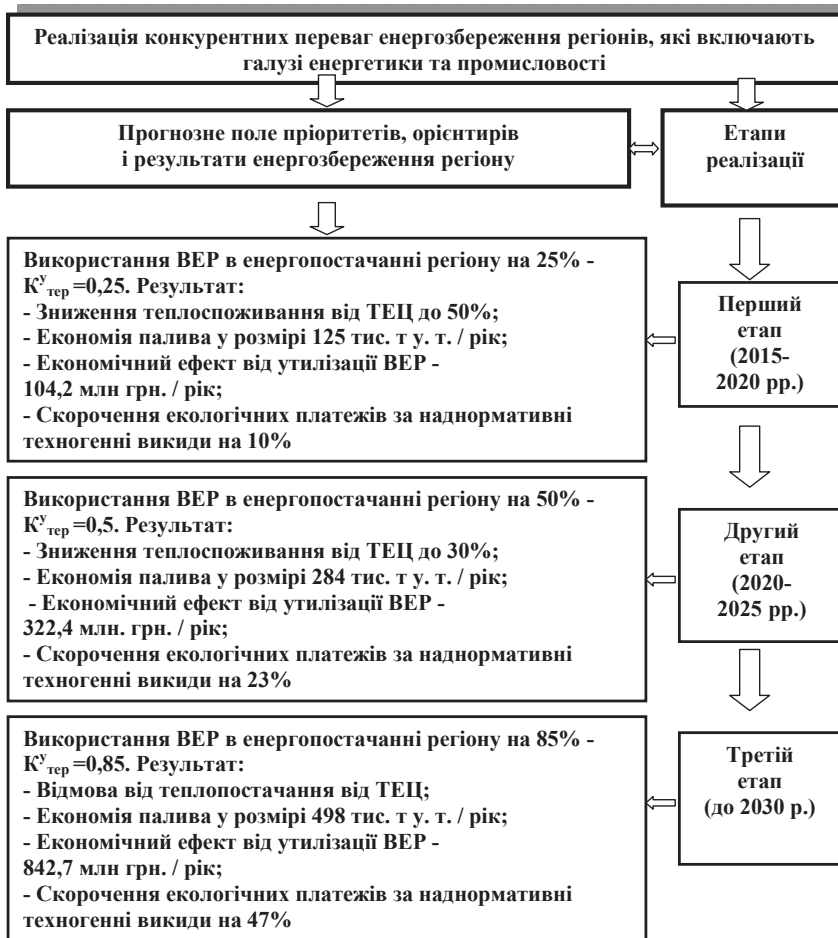 Реалізація конкурентних переваг енергозбереження регіонів, які включають
галузі енергетики та промисловості
Прогнозне поле пріоритетів, орієнтирів
і результати енергозбереження регіону
Етапи
реалізації
Використання ВЕР в енергопостачанні регіону на 25% -
Кᵞтер =0,25. Результат:
- Зниження теплоспоживання від ТЕЦ до 50%;
- Економія палива у розмірі 125 тис. т у. т. / рік;
- Економічний ефект від утилізації ВЕР -
104,2 млн грн. / рік;
- Скорочення екологічних платежів за наднормативні
техногенні викиди на 10%
Перший
етап
(2015-
2020 рр.)
Використання ВЕР в енергопостачанні регіону на 50% -
Кᵞтер =0,5. Результат:
- Зниження теплоспоживання від ТЕЦ до 30%;
- Економія палива у розмірі 284 тис. т у. т. / рік;
- Економічний ефект від утилізації ВЕР -
322,4 млн. грн. / рік;
- Скорочення екологічних платежів за наднормативні
техногенні викиди на 23%
Другий
етап
(2020-
2025 рр.)
Використання ВЕР в енергопостачанні регіону на 85% -
Кᵞтер =0,85. Результат:
- Відмова від теплопостачання від ТЕЦ;
- Економія палива у розмірі 498 тис. т у. т. / рік;
- Економічний ефект від утилізації ВЕР -
842,7 млн грн. / рік;
- Скорочення екологічних платежів за наднормативні
техногенні викиди на 47%
Третій
етап
(до 2030 р.)